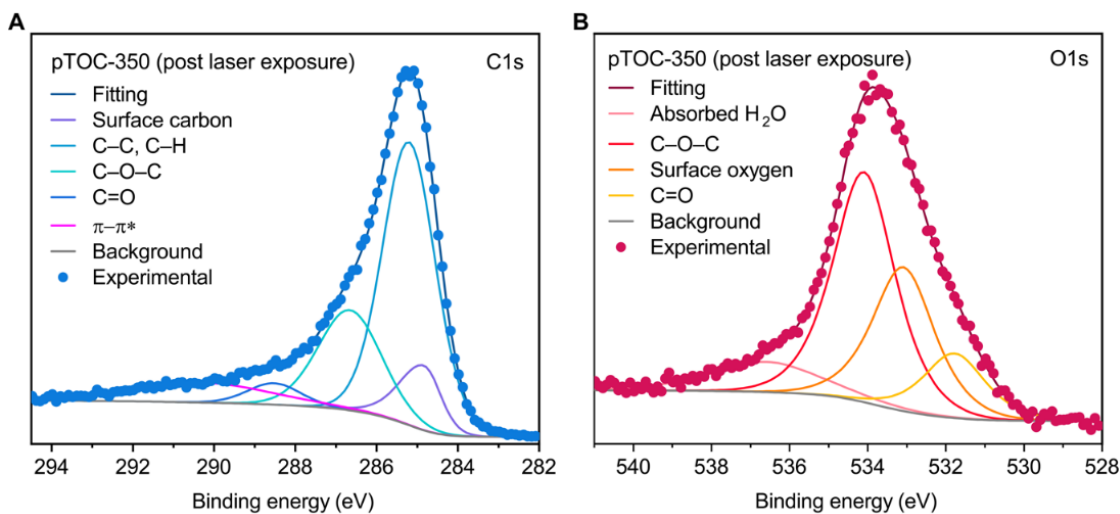 A
pTOC-350 (post laser exposure) C1s
Fitting
Surface carbon
C–C, C–H
C–O–C
C=O
π–π*
Background
Experimental
294 292 290 288 286 284 282
Binding energy (eV)
B
pTOC-350 (post laser exposure) O1s
Fitting
Absorbed H₂O
C–O–C
Surface oxygen
C=O
Background
Experimental
540 538 536 534 532 530 528
Binding energy (eV)